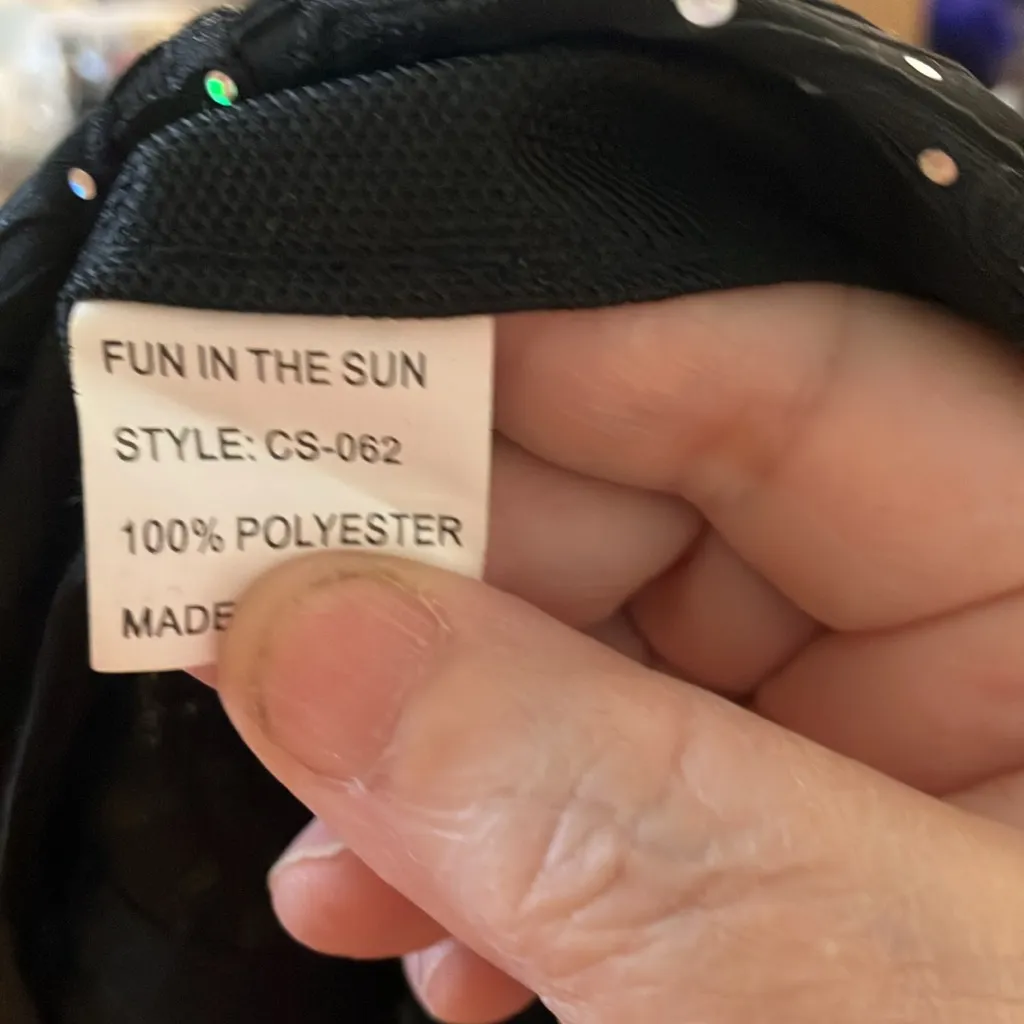 FUN IN THE SUN
STYLE: CS-062
100% POLYESTER
MADE